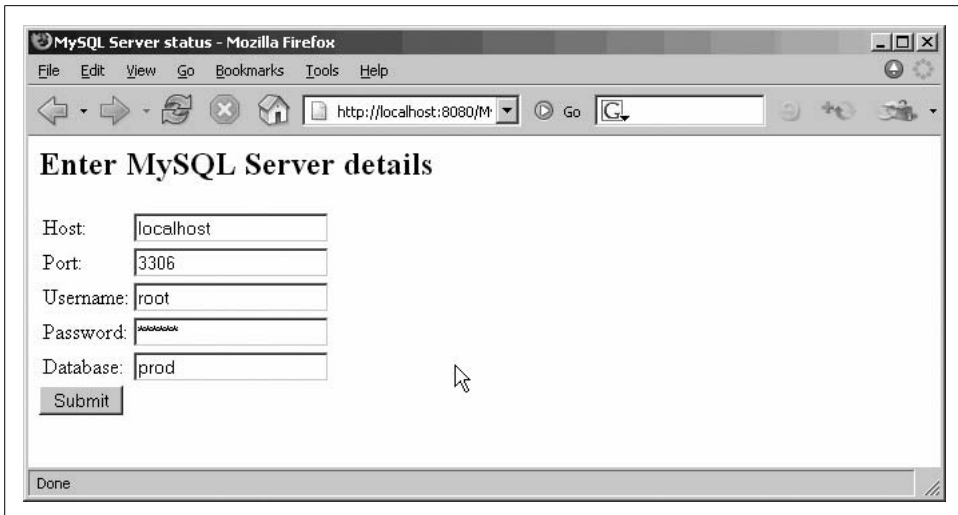 MySQL Server status - Mozilla Firefox
File Edit View Go Bookmarks Tools Help
http://localhost:8080/M Go G
Enter MySQL Server details
Host: localhost
Port: 3306
Username: root
Password: *******
Database: prod
Submit
Done